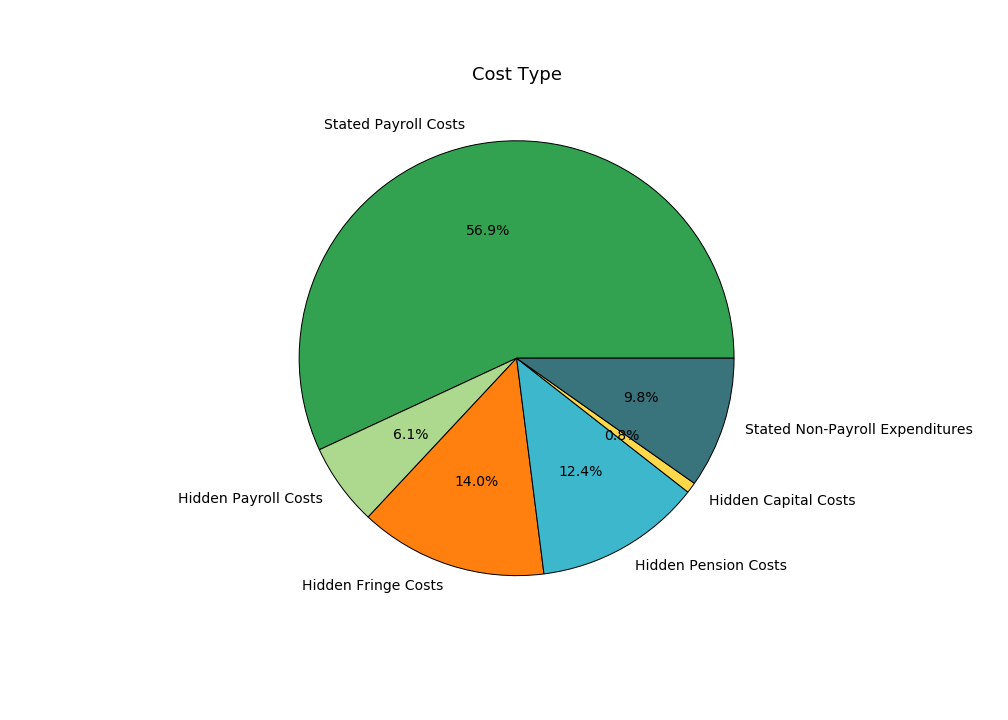 Cost Type
Stated Payroll Costs
56.9%
9.8%
Stated Non-Payroll Expenditures
6.1%
0.8%
12.4%
14.0%
Hidden Payroll Costs
Hidden Capital Costs
Hidden Pension Costs
Hidden Fringe Costs